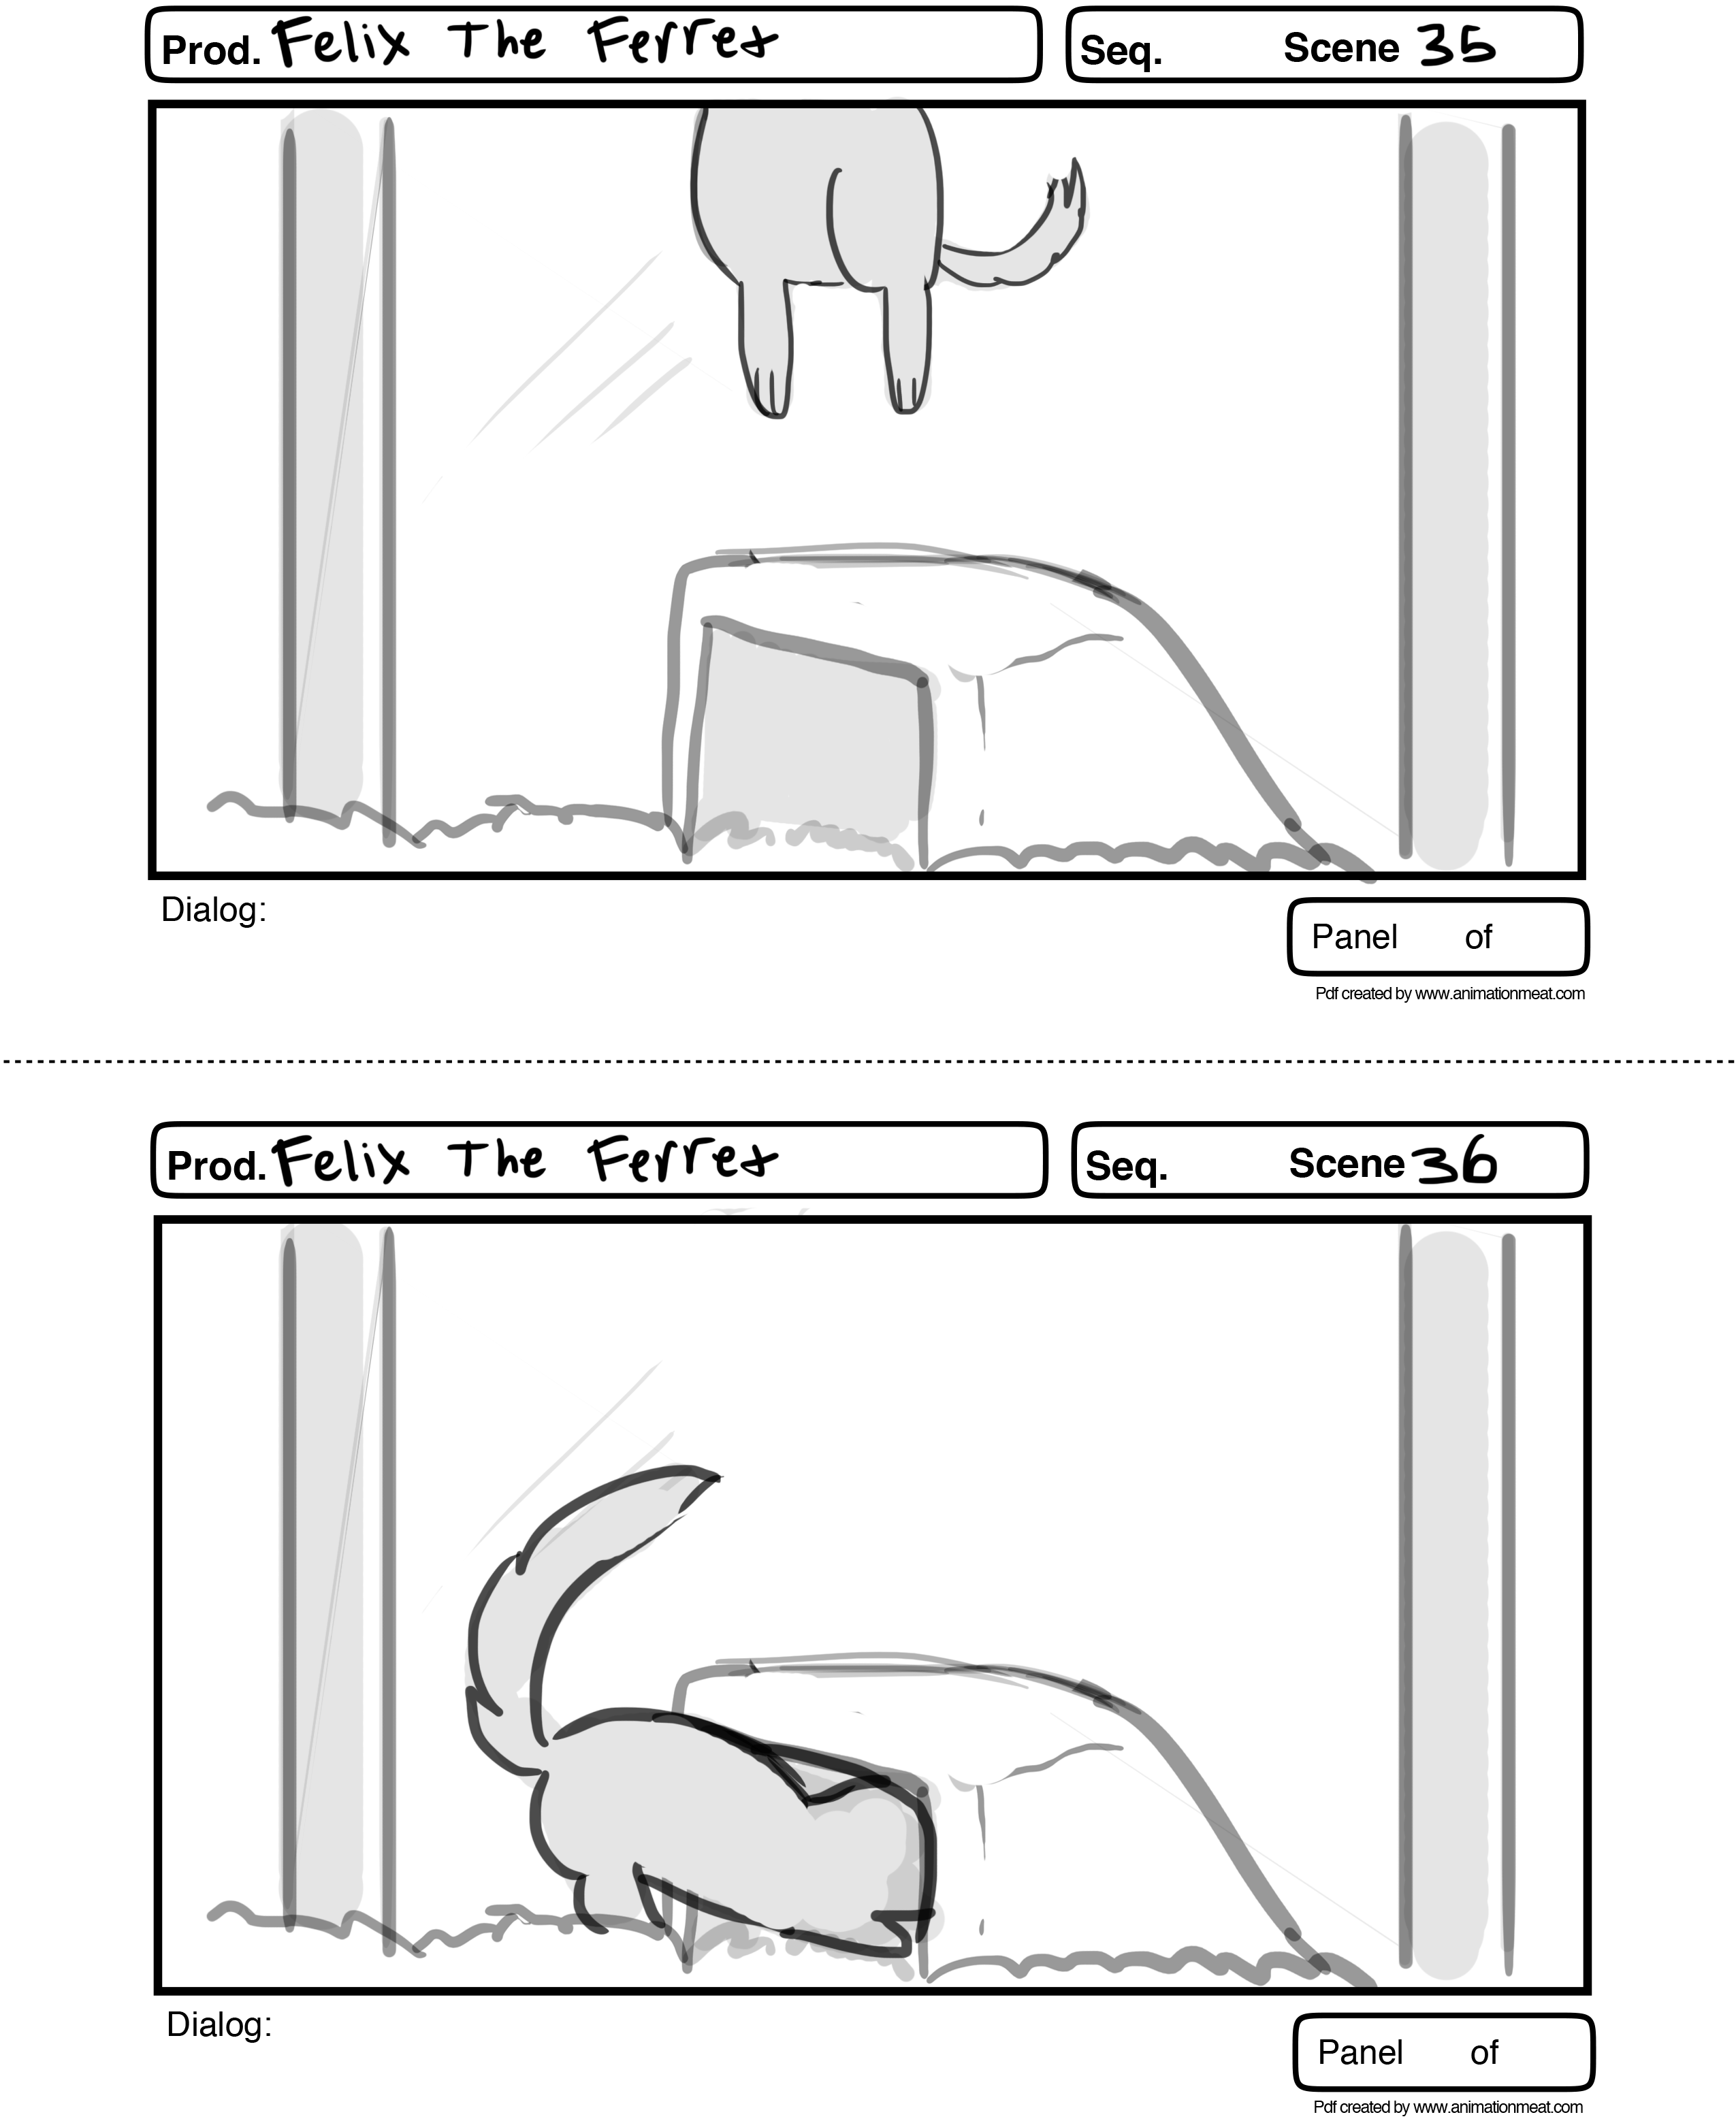 Prod. Felix The Ferret
Seq. Scene 35
Dialog:
Panel of
Pdf created by www.animationmeat.com
Prod. Felix The Ferret
Seq. Scene 36
Dialog:
Panel of
Pdf created by www.animationmeat.com